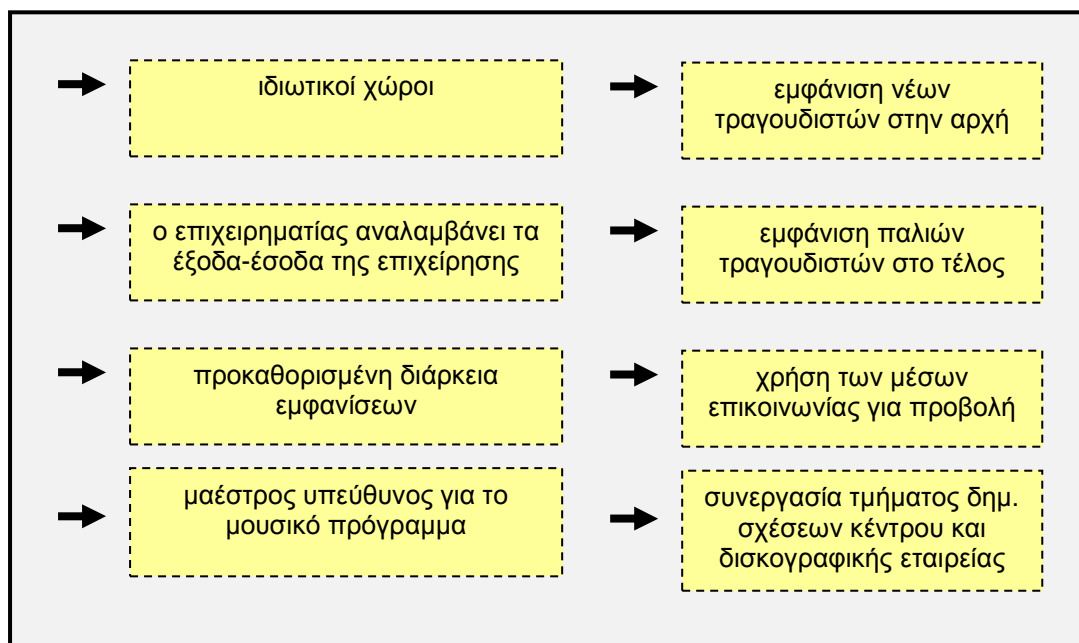 ιδιωτικοί χώροι
ο επιχειρηματίας αναλαμβάνει τα
έξοδα-έσοδα της επιχείρησης
προκαθορισμένη διάρκεια
εμφανίσεων
μαέστρος υπεύθυνος για το
μουσικό πρόγραμμα
εμφάνιση νέων
τραγουδιστών στην αρχή
εμφάνιση παλιών
τραγουδιστών στο τέλος
χρήση των μέσων
επικοινωνίας για προβολή
συνεργασία τμήματος δημ.
σχέσεων κέντρου και
δισκογραφικής εταιρείας